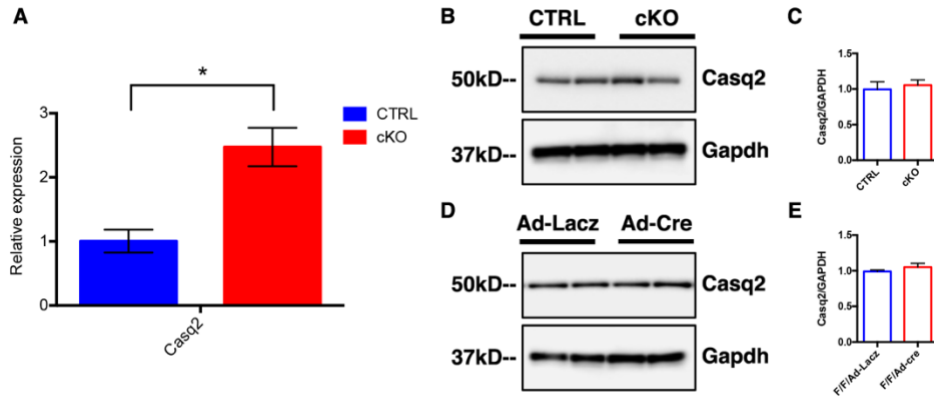 A
*
3
2
1
0
Relative expression
Casq2
CTRL
cKO
B
CTRL cKO
50kD-- Casq2
37kD-- Gapdh
C
1.5
1.0
0.5
0.0
Casq2/GAPDH
CTRL
cKO
D
Ad-Lacz Ad-Cre
50kD-- Casq2
37kD-- Gapdh
E
1.5
1.0
0.5
0.0
Casq2/GAPDH
F/F/Ad-Lacz
F/F/Ad-cre